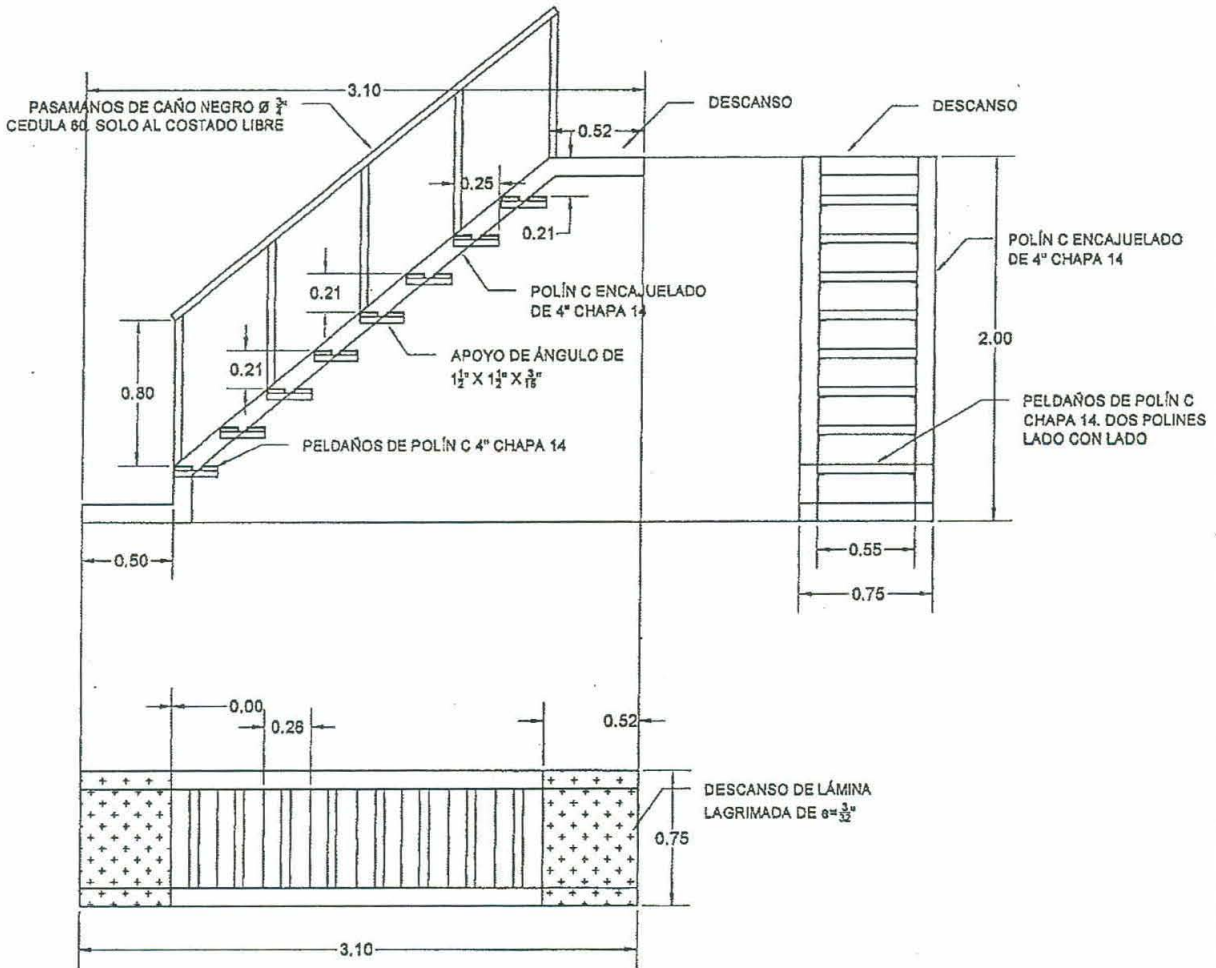 3,10
PASAMANOS DE CAÑO NEGRO Ø 3/4"
CEDULA 60. SOLO AL COSTADO LIBRE
DESCANSO
0.52
DESCANSO
0.25
0.21
POLÍN C ENCAJUELADO
DE 4" CHAPA 14
POLÍN C ENCAJUELADO
DE 4" CHAPA 14
0.21
2.00
APOYO DE ÁNGULO DE
1 1/2" X 1 1/2" X 3/16"
0.21
0.80
PELDAÑOS DE POLÍN C
CHAPA 14. DOS POLINES
LADO CON LADO
PELDAÑOS DE POLÍN C 4" CHAPA 14
0,50
0.55
0.75
0,00
0.26
0.52
DESCANSO DE LÁMINA
LAGRIMADA DE e=3/32"
0.75
3,10